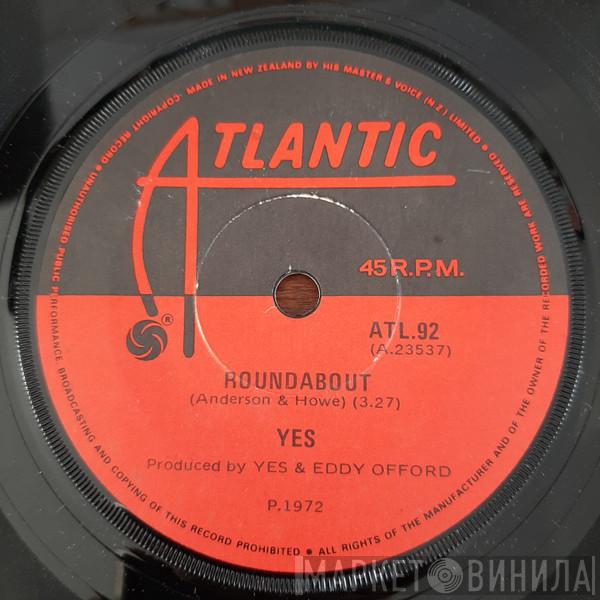 COPYRIGHT RECORD • UNAUTHORISED PUBLIC PERFORMANCE BROADCASTING AND COPYING OF THIS RECORD PROHIBITED • ALL RIGHTS OF THE MANUFACTURER AND OF THE OWNER OF THE RECORDED WORK ARE RESERVED •
MADE IN NEW ZEALAND BY HIS MASTER S VOICE (N Z) LIMITED
ATLANTIC
45 R.P.M.
®
ATL.92
(A.23537)
ROUNDABOUT
(Anderson & Howe) (3.27)
YES
Produced by YES & EDDY OFFORD
P.1972
МАРКЕТ ВИНИЛА